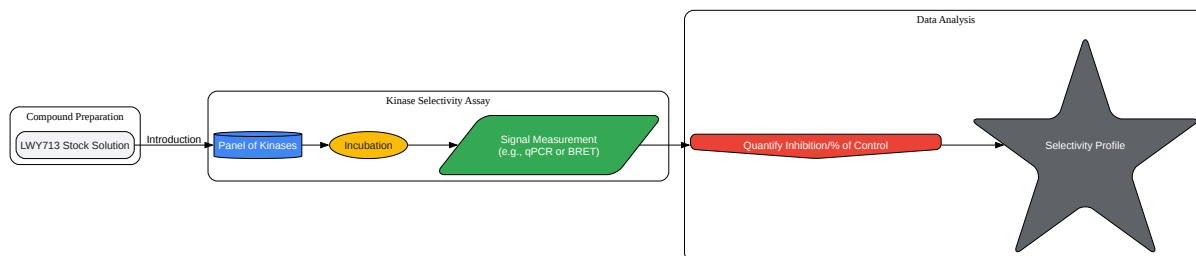 Data Analysis
Kinase Selectivity Assay
Compound Preparation
LWY713 Stock Solution
Introduction
Panel of Kinases
Incubation
Signal Measurement
(e.g., qPCR or BRET)
Quantify Inhibition/% of Control
Selectivity Profile